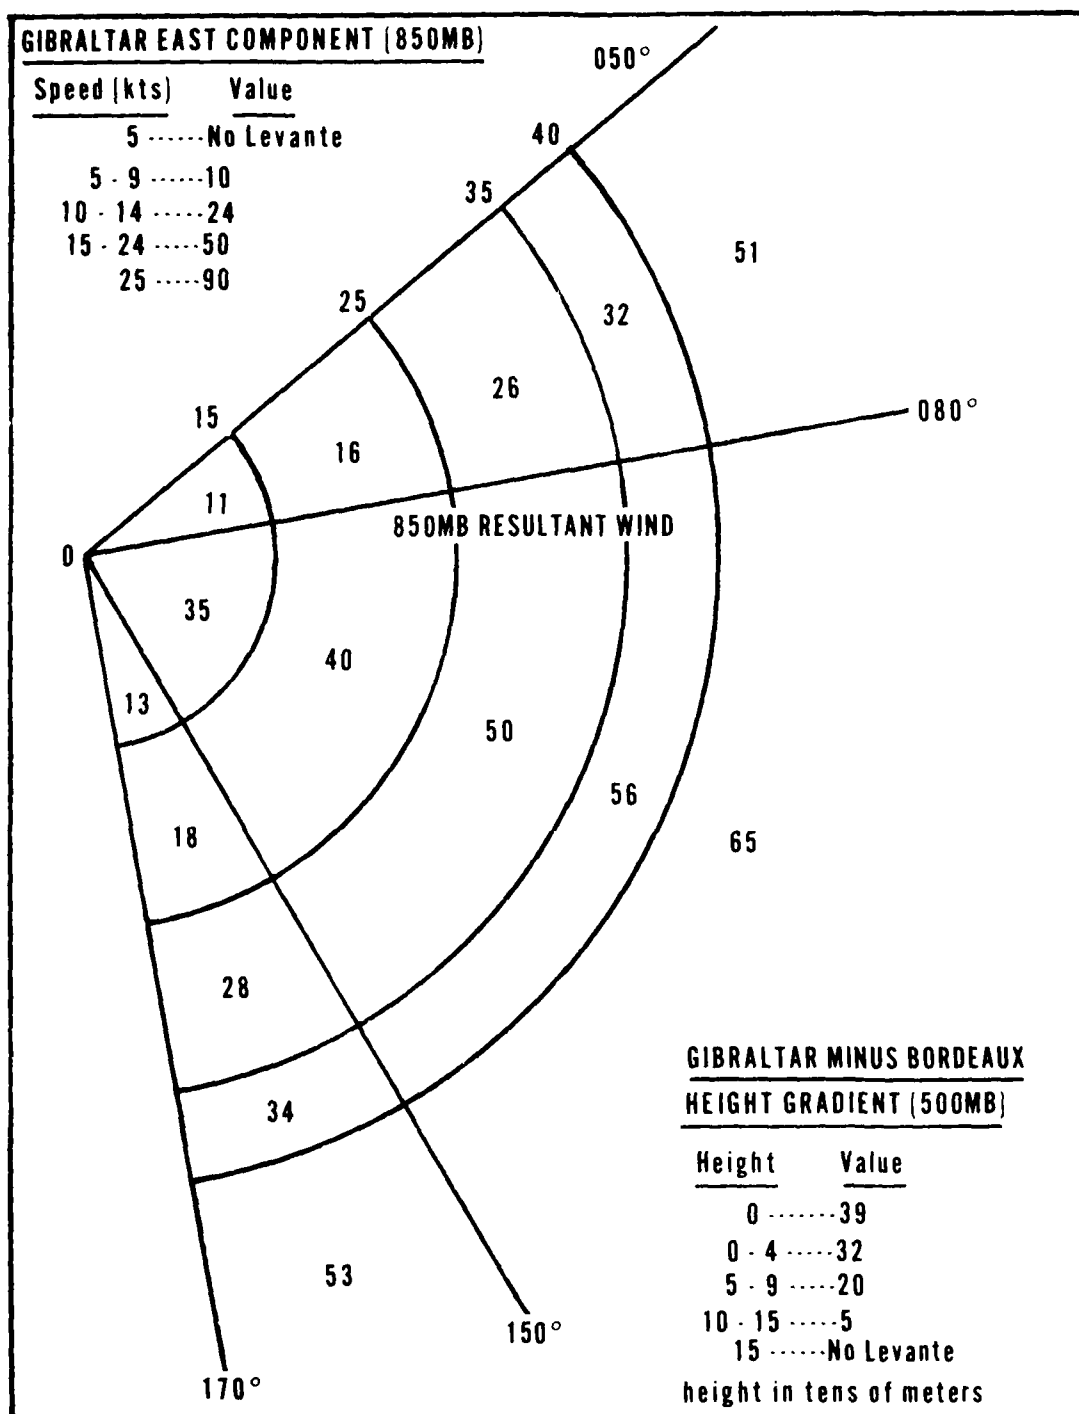 GIBRALTAR EAST COMPONENT (850MB)
Speed (kts) Value
5 ······No Levante
5 - 9 ······10
10 - 14 ·····24
15 - 24 ·····50
25 ·····90
050°
40
35
51
25
32
26
080°
15
16
11
850MB RESULTANT WIND
0
35
40
13
50
56
18
65
28
34
53
150°
170°
GIBRALTAR MINUS BORDEAUX
HEIGHT GRADIENT (500MB)
Height Value
0 ·······39
0 - 4 ·····32
5 - 9 ·····20
10 - 15 ·····5
15 ······No Levante
height in tens of meters